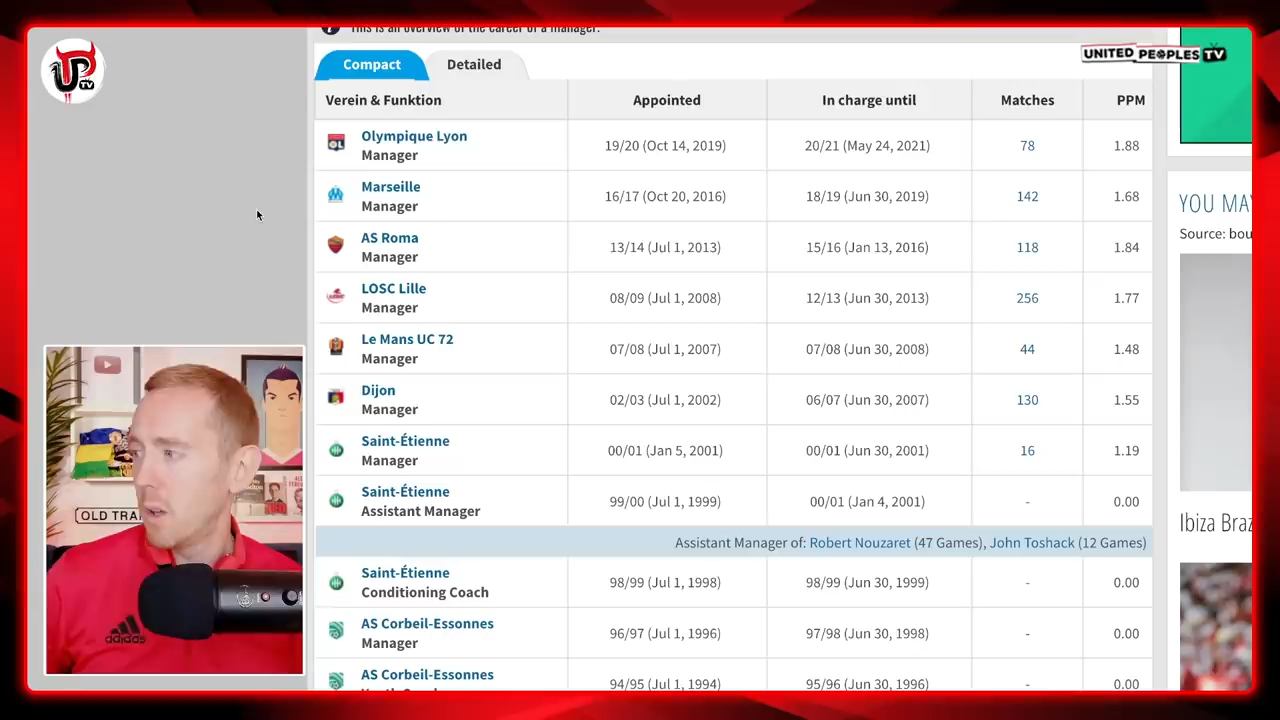 This is an overview of the career of a manager.
UNITED PEOPLES TV
UP
TV
Compact
Detailed
Verein & Funktion
Appointed
In charge until
Matches
PPM
Olympique Lyon
Manager
19/20 (Oct 14, 2019)
20/21 (May 24, 2021)
78
1.88
Marseille
Manager
16/17 (Oct 20, 2016)
18/19 (Jun 30, 2019)
142
1.68
YOU MA
Source: bou
AS Roma
Manager
13/14 (Jul 1, 2013)
15/16 (Jan 13, 2016)
118
1.84
LOSC Lille
Manager
08/09 (Jul 1, 2008)
12/13 (Jun 30, 2013)
256
1.77
Le Mans UC 72
Manager
07/08 (Jul 1, 2007)
07/08 (Jun 30, 2008)
44
1.48
Dijon
Manager
02/03 (Jul 1, 2002)
06/07 (Jun 30, 2007)
130
1.55
Saint-Étienne
Manager
00/01 (Jan 5, 2001)
00/01 (Jun 30, 2001)
16
1.19
Saint-Étienne
Assistant Manager
99/00 (Jul 1, 1999)
00/01 (Jan 4, 2001)
-
0.00
Ibiza Braz
OLD TRA
Assistant Manager of: Robert Nouzaret (47 Games), John Toshack (12 Games)
Saint-Étienne
Conditioning Coach
98/99 (Jul 1, 1998)
98/99 (Jun 30, 1999)
-
0.00
AS Corbeil-Essonnes
Manager
96/97 (Jul 1, 1996)
97/98 (Jun 30, 1998)
-
0.00
adidas
AS Corbeil-Essonnes
94/95 (Jul 1, 1994)
95/96 (Jun 30, 1996)
-
0.00